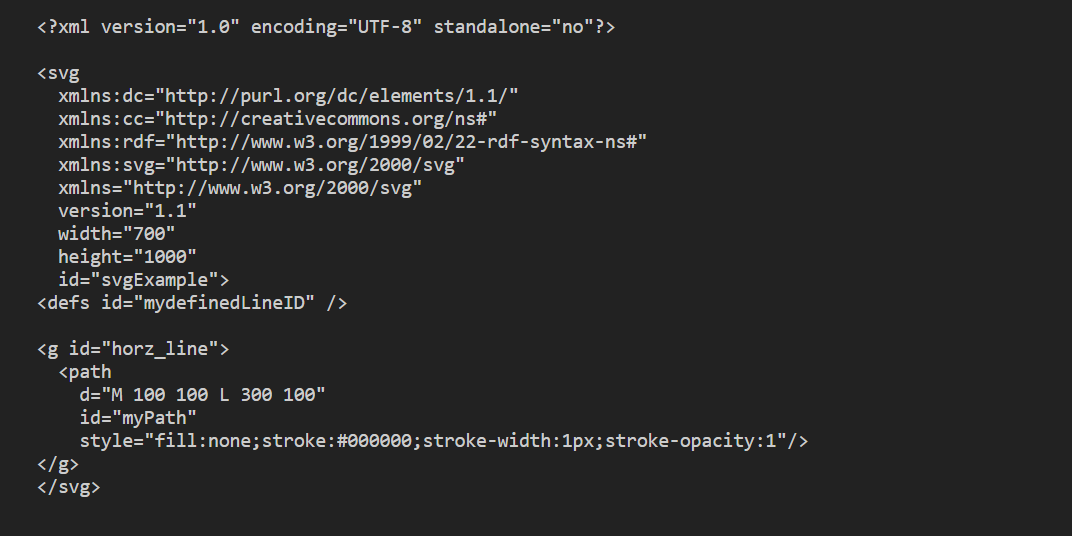 <?xml version="1.0" encoding="UTF-8" standalone="no"?>
<svg
xmlns:dc="http://purl.org/dc/elements/1.1/"
xmlns:cc="http://creativecommons.org/ns#"
xmlns:rdf="http://www.w3.org/1999/02/22-rdf-syntax-ns#"
xmlns:svg="http://www.w3.org/2000/svg"
xmlns="http://www.w3.org/2000/svg"
version="1.1"
width="700"
height="1000"
id="svgExample">
<defs id="mydefinedLineID" />
<g id="horz_line">
<path
d="M 100 100 L 300 100"
id="myPath"
style="fill:none;stroke:#000000;stroke-width:1px;stroke-opacity:1"/>
</g>
</svg>